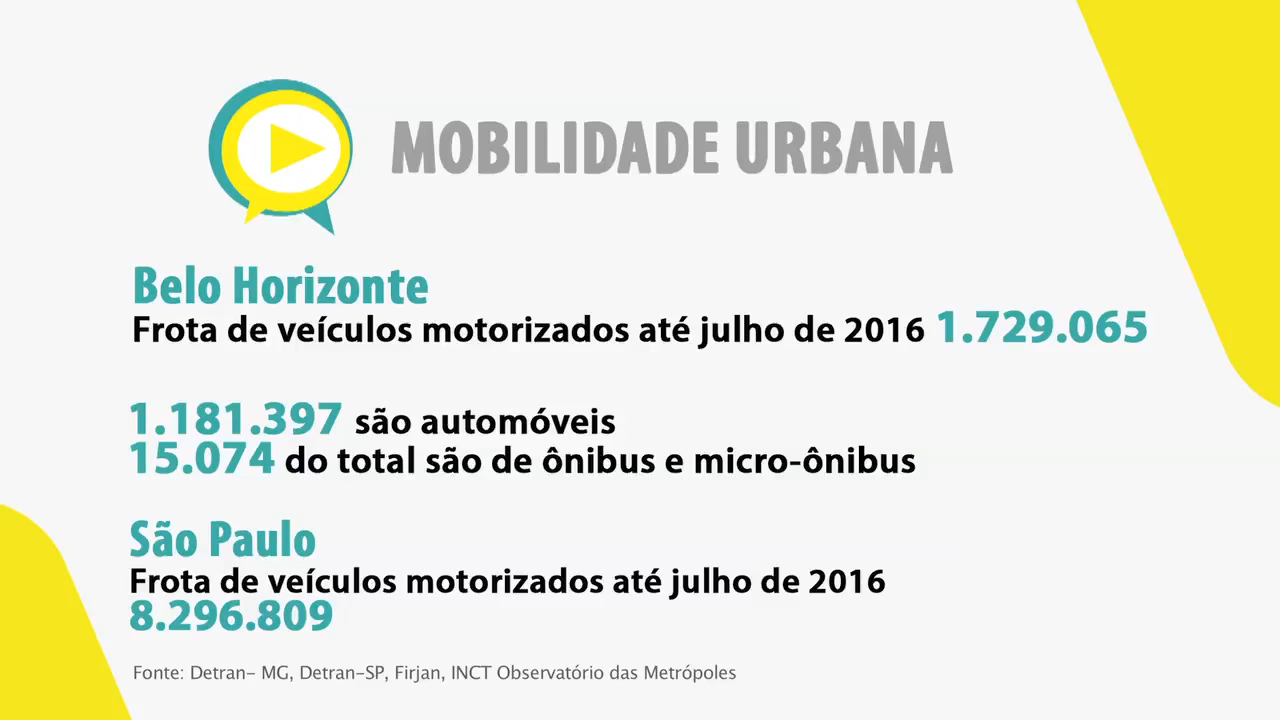 MOBILIDADE URBANA
Belo Horizonte
Frota de veículos motorizados até julho de 2016 1.729.065
1.181.397 são automóveis
15.074 do total são de ônibus e micro-ônibus
São Paulo
Frota de veículos motorizados até julho de 2016
8.296.809
Fonte: Detran- MG, Detran-SP, Firjan, INCT Observatório das Metrópoles